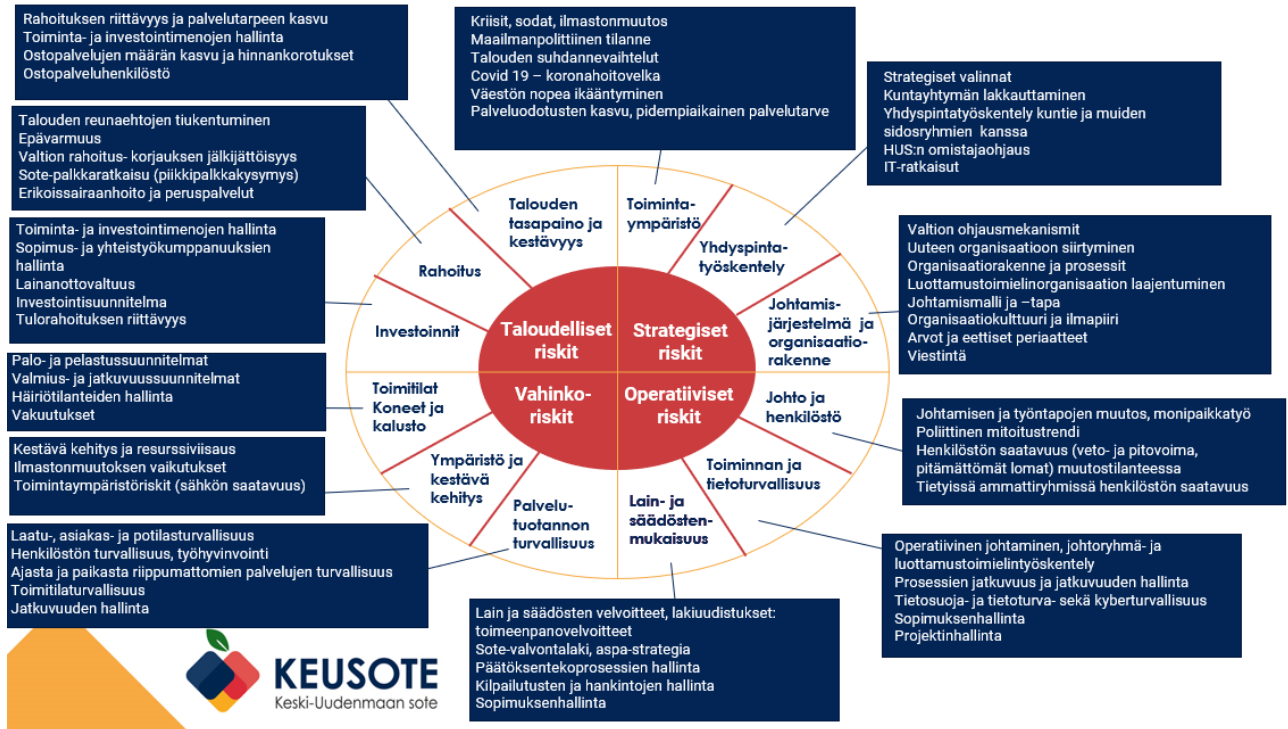 Rahoituksen riittävyys ja palvelutarpeen kasvu
Toiminta- ja investointimenojen hallinta
Ostopalvelujen määrän kasvu ja hinnankorotukset
Ostopalveluhenkilöstö
Kriisit, sodat, ilmastonmuutos
Maailmanpoliittinen tilanne
Talouden suhdannevaihtelut
Covid 19 – koronahoitovelka
Väestön nopea ikääntyminen
Palveluodotusten kasvu, pidempiaikainen palvelutarve
Strategiset valinnat
Kuntayhtymän lakkauttaminen
Yhdyspintatyöskentely kuntie ja muiden
sidosryhmien kanssa
HUS:n omistajaohjaus
IT-ratkaisut
Talouden reunaehtojen tiukentuminen
Epävarmuus
Valtion rahoitus- korjauksen jälkijättöisyys
Sote-palkkaratkaisu (piikkipalkkakysymys)
Erikoissairaanhoito ja peruspalvelut
Toiminta- ja investointimenojen hallinta
Sopimus- ja yhteistyökumppanuuksien
hallinta
Lainanottovaltuus
Investointisuunnitelma
Tulorahoituksen riittävyys
Valtion ohjausmekanismit
Uuteen organisaatioon siirtyminen
Organisaatiorakenne ja prosessit
Luottamustoimielinorganisaation laajentuminen
Johtamismalli ja –tapa
Organisaatiokulttuuri ja ilmapiiri
Arvot ja eettiset periaatteet
Viestintä
Talouden
tasapaino ja
kestävyys
Toiminta-
ympäristö
Rahoitus
Yhdyspinta-
työskentely
Investoinnit
Taloudelliset
riskit
Strategiset
riskit
Johtamis-
järjestelmä ja
organisaatio-
rakenne
Palo- ja pelastussuunnitelmat
Valmius- ja jatkuvuussuunnitelmat
Häiriötilanteiden hallinta
Vakuutukset
Toimitilat
Koneet ja
kalusto
Vahinko-
riskit
Operatiiviset
riskit
Johto ja
henkilöstö
Johtamisen ja työntapojen muutos, monipaikkatyö
Poliittinen mitoitustrendi
Henkilöstön saatavuus (veto- ja pitovoima,
pitämättömät lomat) muutostilanteessa
Tietyissä ammattiryhmissä henkilöstön saatavuus
Kestävä kehitys ja resurssiviisaus
Ilmastonmuutoksen vaikutukset
Toimintaympäristöriskit (sähkön saatavuus)
Ympäristö ja
kestävä
kehitys
Palvelu-
tuotannon
turvallisuus
Lain- ja
säädösten-
mukaisuus
Toiminnan ja
tietoturvallisuus
Laatu-, asiakas- ja potilasturvallisuus
Henkilöstön turvallisuus, työhyvinvointi
Ajasta ja paikasta riippumattomien palvelujen turvallisuus
Toimitilaturvallisuus
Jatkuvuuden hallinta
Operatiivinen johtaminen, johtoryhmä- ja
luottamustoimielintyöskentely
Prosessien jatkuvuus ja jatkuvuuden hallinta
Tietosuoja- ja tietoturva- sekä kyberturvallisuus
Sopimuksenhallinta
Projektinhallinta
Lain ja säädösten velvoitteet, lakiuudistukset:
toimeenpanovelvoitteet
Sote-valvontalaki, aspa-strategia
Päätöksentekoprosessien hallinta
Kilpailutusten ja hankintojen hallinta
Sopimuksenhallinta
KEUSOTE
Keski-Uudenmaan sote